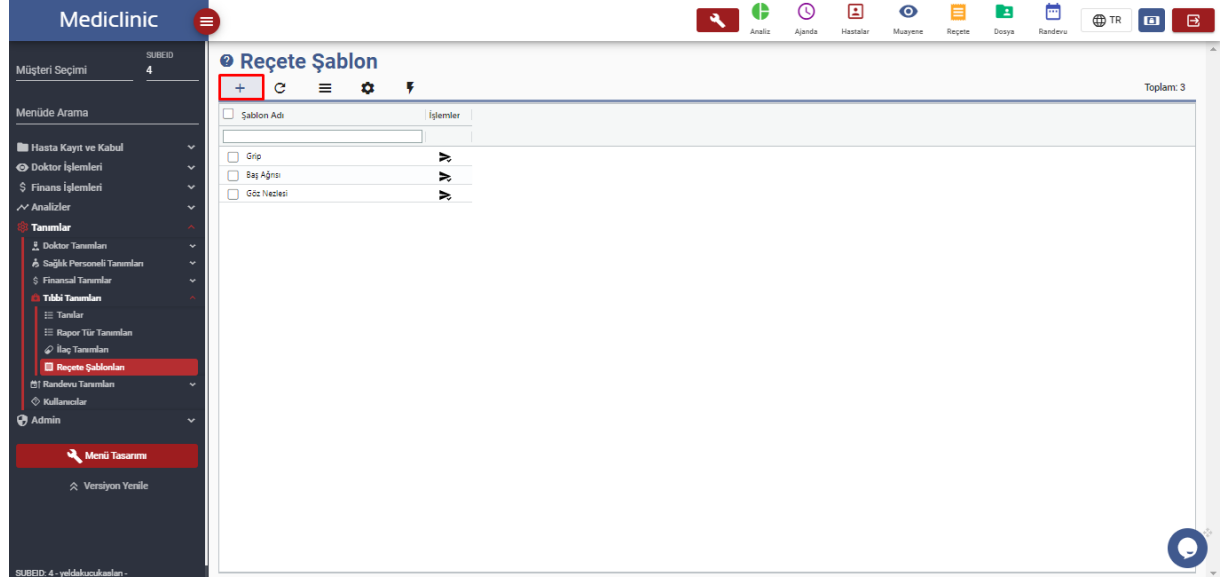 Mediclinic
Analiz
Ajanda
Hastalar
Muayene
Reçete
Dosya
Randevu
TR
SUBEID
Müşteri Seçimi
4
Menüde Arama
Hasta Kayıt ve Kabul
Doktor İşlemleri
Finans İşlemleri
Analizler
Tanımlar
Doktor Tanımları
Sağlık Personeli Tanımları
Finansal Tanımlar
Tıbbi Tanımları
Tanılar
Rapor Tür Tanımları
İlaç Tanımları
Reçete Şablonları
Randevu Tanımları
Kullanıcılar
Admin
Menü Tasarımı
Versiyon Yenile
SUBEID: 4 - yeldakucukaslan -
Reçete Şablon
Toplam: 3
Şablon Adı
İşlemler
Grip
Baş Ağrısı
Göz Nezlesi